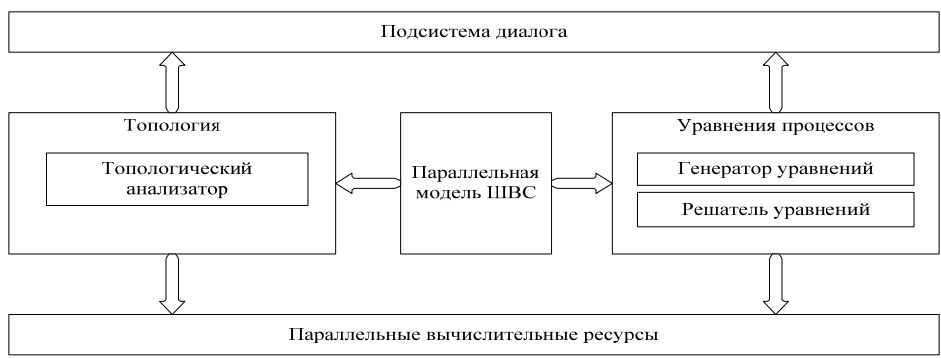 Подсистема диалога
Топология
Топологический
анализатор
Параллельная
модель ШВС
Уравнения процессов
Генератор уравнений
Решатель уравнений
Параллельные вычислительные ресурсы